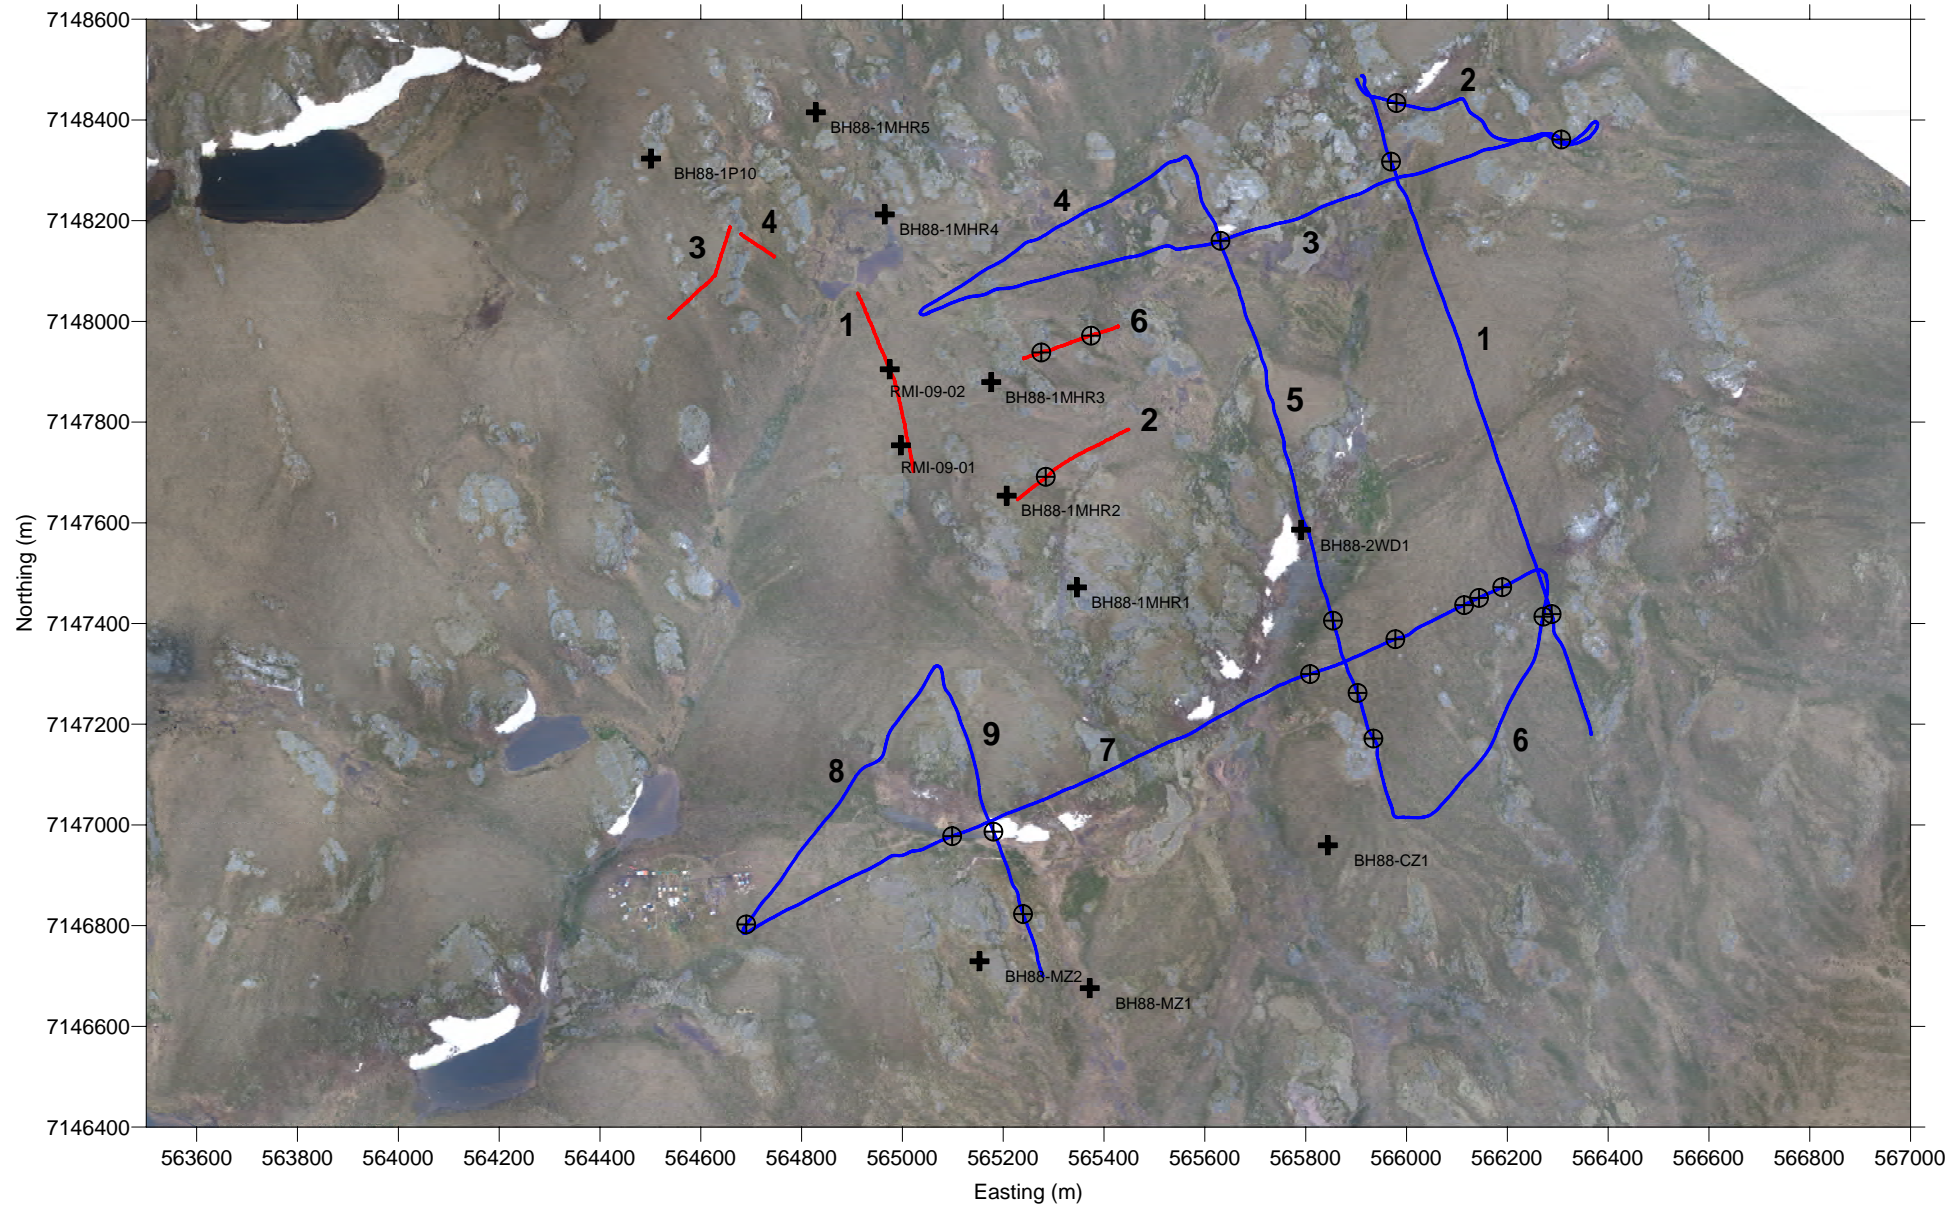 7148600
7148400
7148200
7148000
7147800
7147600
7147400
7147200
7147000
7146800
7146600
7146400
Northing (m)
2
BH88-1MHR5
BH88-1P10
4
3
4
BH88-1MHR4
3
1
6
1
RMI-09-02
BH88-1MHR3
5
2
RMI-09-01
BH88-1MHR2
BH88-2WD1
BH88-1MHR1
9
7
6
8
BH88-CZ1
BH88-MZ2
BH88-MZ1
563600 563800 564000 564200 564400 564600 564800 565000 565200 565400 565600 565800 566000 566200 566400 566600 566800 567000
Easting (m)